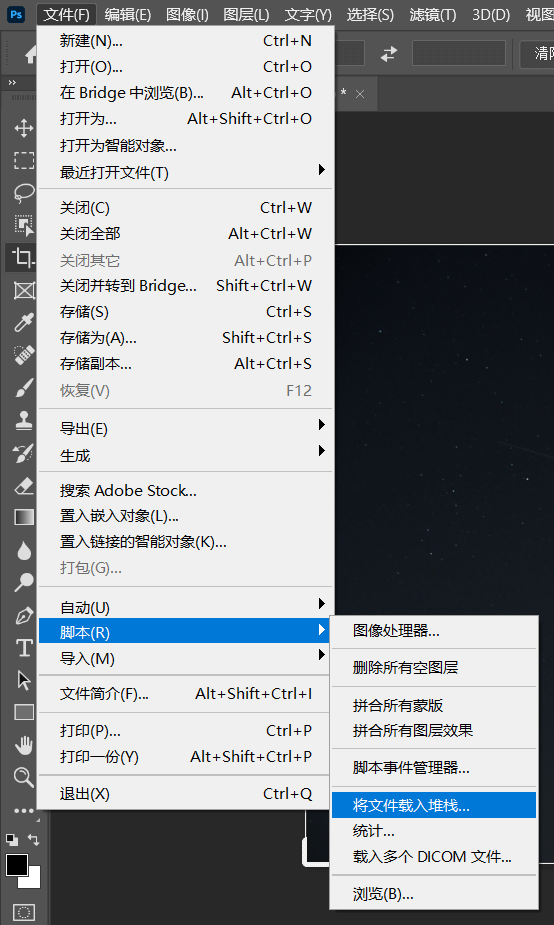 Ps 文件(F) 编辑(E) 图像(I) 图层(L) 文字(Y) 选择(S) 滤镜(T) 3D(D) 视图
清除
*
新建(N)... Ctrl+N
打开(O)... Ctrl+O
在 Bridge 中浏览(B)... Alt+Ctrl+O
打开为... Alt+Shift+Ctrl+O
打开为智能对象...
最近打开文件(T)
关闭(C) Ctrl+W
关闭全部 Alt+Ctrl+W
关闭其它 Alt+Ctrl+P
关闭并转到 Bridge... Shift+Ctrl+W
存储(S) Ctrl+S
存储为(A)... Shift+Ctrl+S
存储副本... Alt+Ctrl+S
恢复(V) F12
导出(E)
生成
搜索 Adobe Stock...
置入嵌入对象(L)...
置入链接的智能对象(K)...
打包(G)...
自动(U)
脚本(R)
导入(M)
文件简介(F)... Alt+Shift+Ctrl+I
打印(P)... Ctrl+P
打印一份(Y) Alt+Shift+Ctrl+P
退出(X) Ctrl+Q
图像处理器...
删除所有空图层
拼合所有蒙版
拼合所有图层效果
脚本事件管理器...
将文件载入堆栈...
统计...
载入多个 DICOM 文件...
浏览(B)...